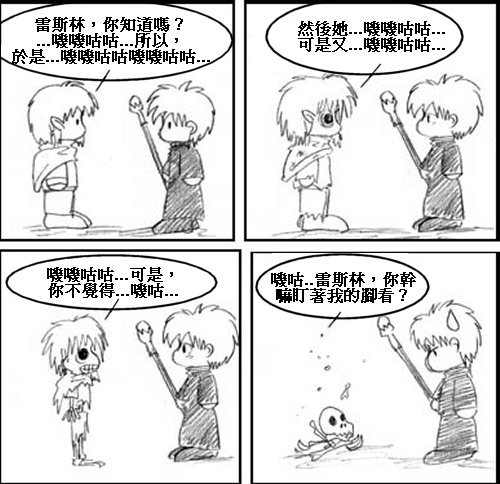 雷斯林，你知道嗎？
...嘰嘰咕咕...所以，
於是...嘰嘰咕咕嘰嘰咕咕...
然後她...嘰嘰咕咕...
可是又...嘰嘰咕咕...
嘰嘰咕咕...可是，
你不覺得...嘰咕...
嘰咕..雷斯林，你幹
嘛盯著我的腳看？